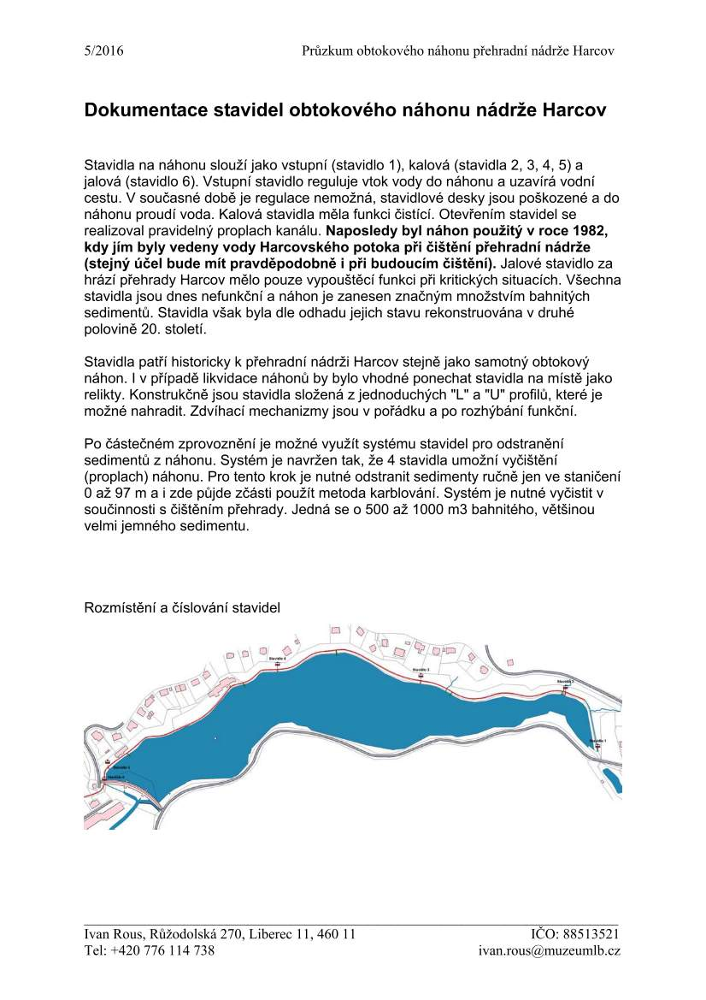 5/2016 Průzkum obtokového náhonu přehradní nádrže Harcov
Dokumentace stavidel obtokového náhonu nádrže Harcov
Stavidla na náhonu slouží jako vstupní (stavidlo 1), kalová (stavidla 2, 3, 4, 5) a
jalová (stavidlo 6). Vstupní stavidlo reguluje vtok vody do náhonu a uzavírá vodní
cestu. V současné době je regulace nemožná, stavidlové desky jsou poškozené a do
náhonu proudí voda. Kalová stavidla měla funkci čistící. Otevřením stavidel se
realizoval pravidelný proplach kanálu. Naposledy byl náhon použitý v roce 1982,
kdy jím byly vedeny vody Harcovského potoka při čištění přehradní nádrže
(stejný účel bude mít pravděpodobně i při budoucím čištění). Jalové stavidlo za
hrází přehrady Harcov mělo pouze vypouštěcí funkci při kritických situacích. Všechna
stavidla jsou dnes nefunkční a náhon je zanesen značným množstvím bahnitých
sedimentů. Stavidla však byla dle odhadu jejich stavu rekonstruována v druhé
polovině 20. století.
Stavidla patří historicky k přehradní nádrži Harcov stejně jako samotný obtokový
náhon. I v případě likvidace náhonů by bylo vhodné ponechat stavidla na místě jako
relikty. Konstrukčně jsou stavidla složená z jednoduchých "L" a "U" profilů, které je
možné nahradit. Zdvíhací mechanizmy jsou v pořádku a po rozhýbání funkční.
Po částečném zprovoznění je možné využít systému stavidel pro odstranění
sedimentů z náhonu. Systém je navržen tak, že 4 stavidla umožní vyčištění
(proplach) náhonu. Pro tento krok je nutné odstranit sedimenty ručně jen ve staničení
0 až 97 m a i zde půjde zčásti použít metoda karblování. Systém je nutné vyčistit v
součinnosti s čištěním přehrady. Jedná se o 500 až 1000 m3 bahnitého, většinou
velmi jemného sedimentu.
Rozmístění a číslování stavidel
Stavidlo 4
Stavidlo 3
Stavidlo 2
Stavidlo 1
Stavidlo 5
Stavidlo 6
Ivan Rous, Růžodolská 270, Liberec 11, 460 11 IČO: 88513521
Tel: +420 776 114 738 ivan.rous@muzeumlb.cz